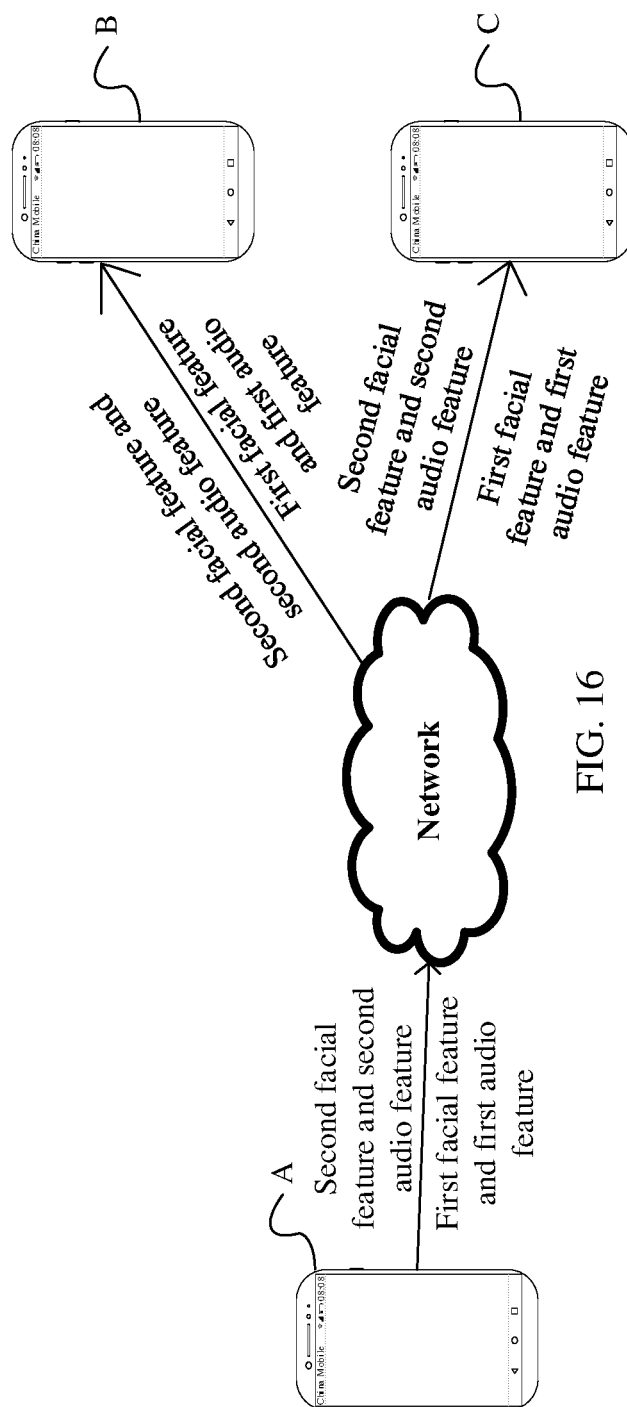 A
China Mobile 08:08
Second facial
feature and second
audio feature
First facial feature
and first audio
feature
Network
Second facial feature and
second audio feature
First facial feature
and first audio
feature
Second facial
feature and second
audio feature
First facial
feature and first
audio feature
China Mobile 08:08
B
China Mobile 08:08
C
FIG. 16